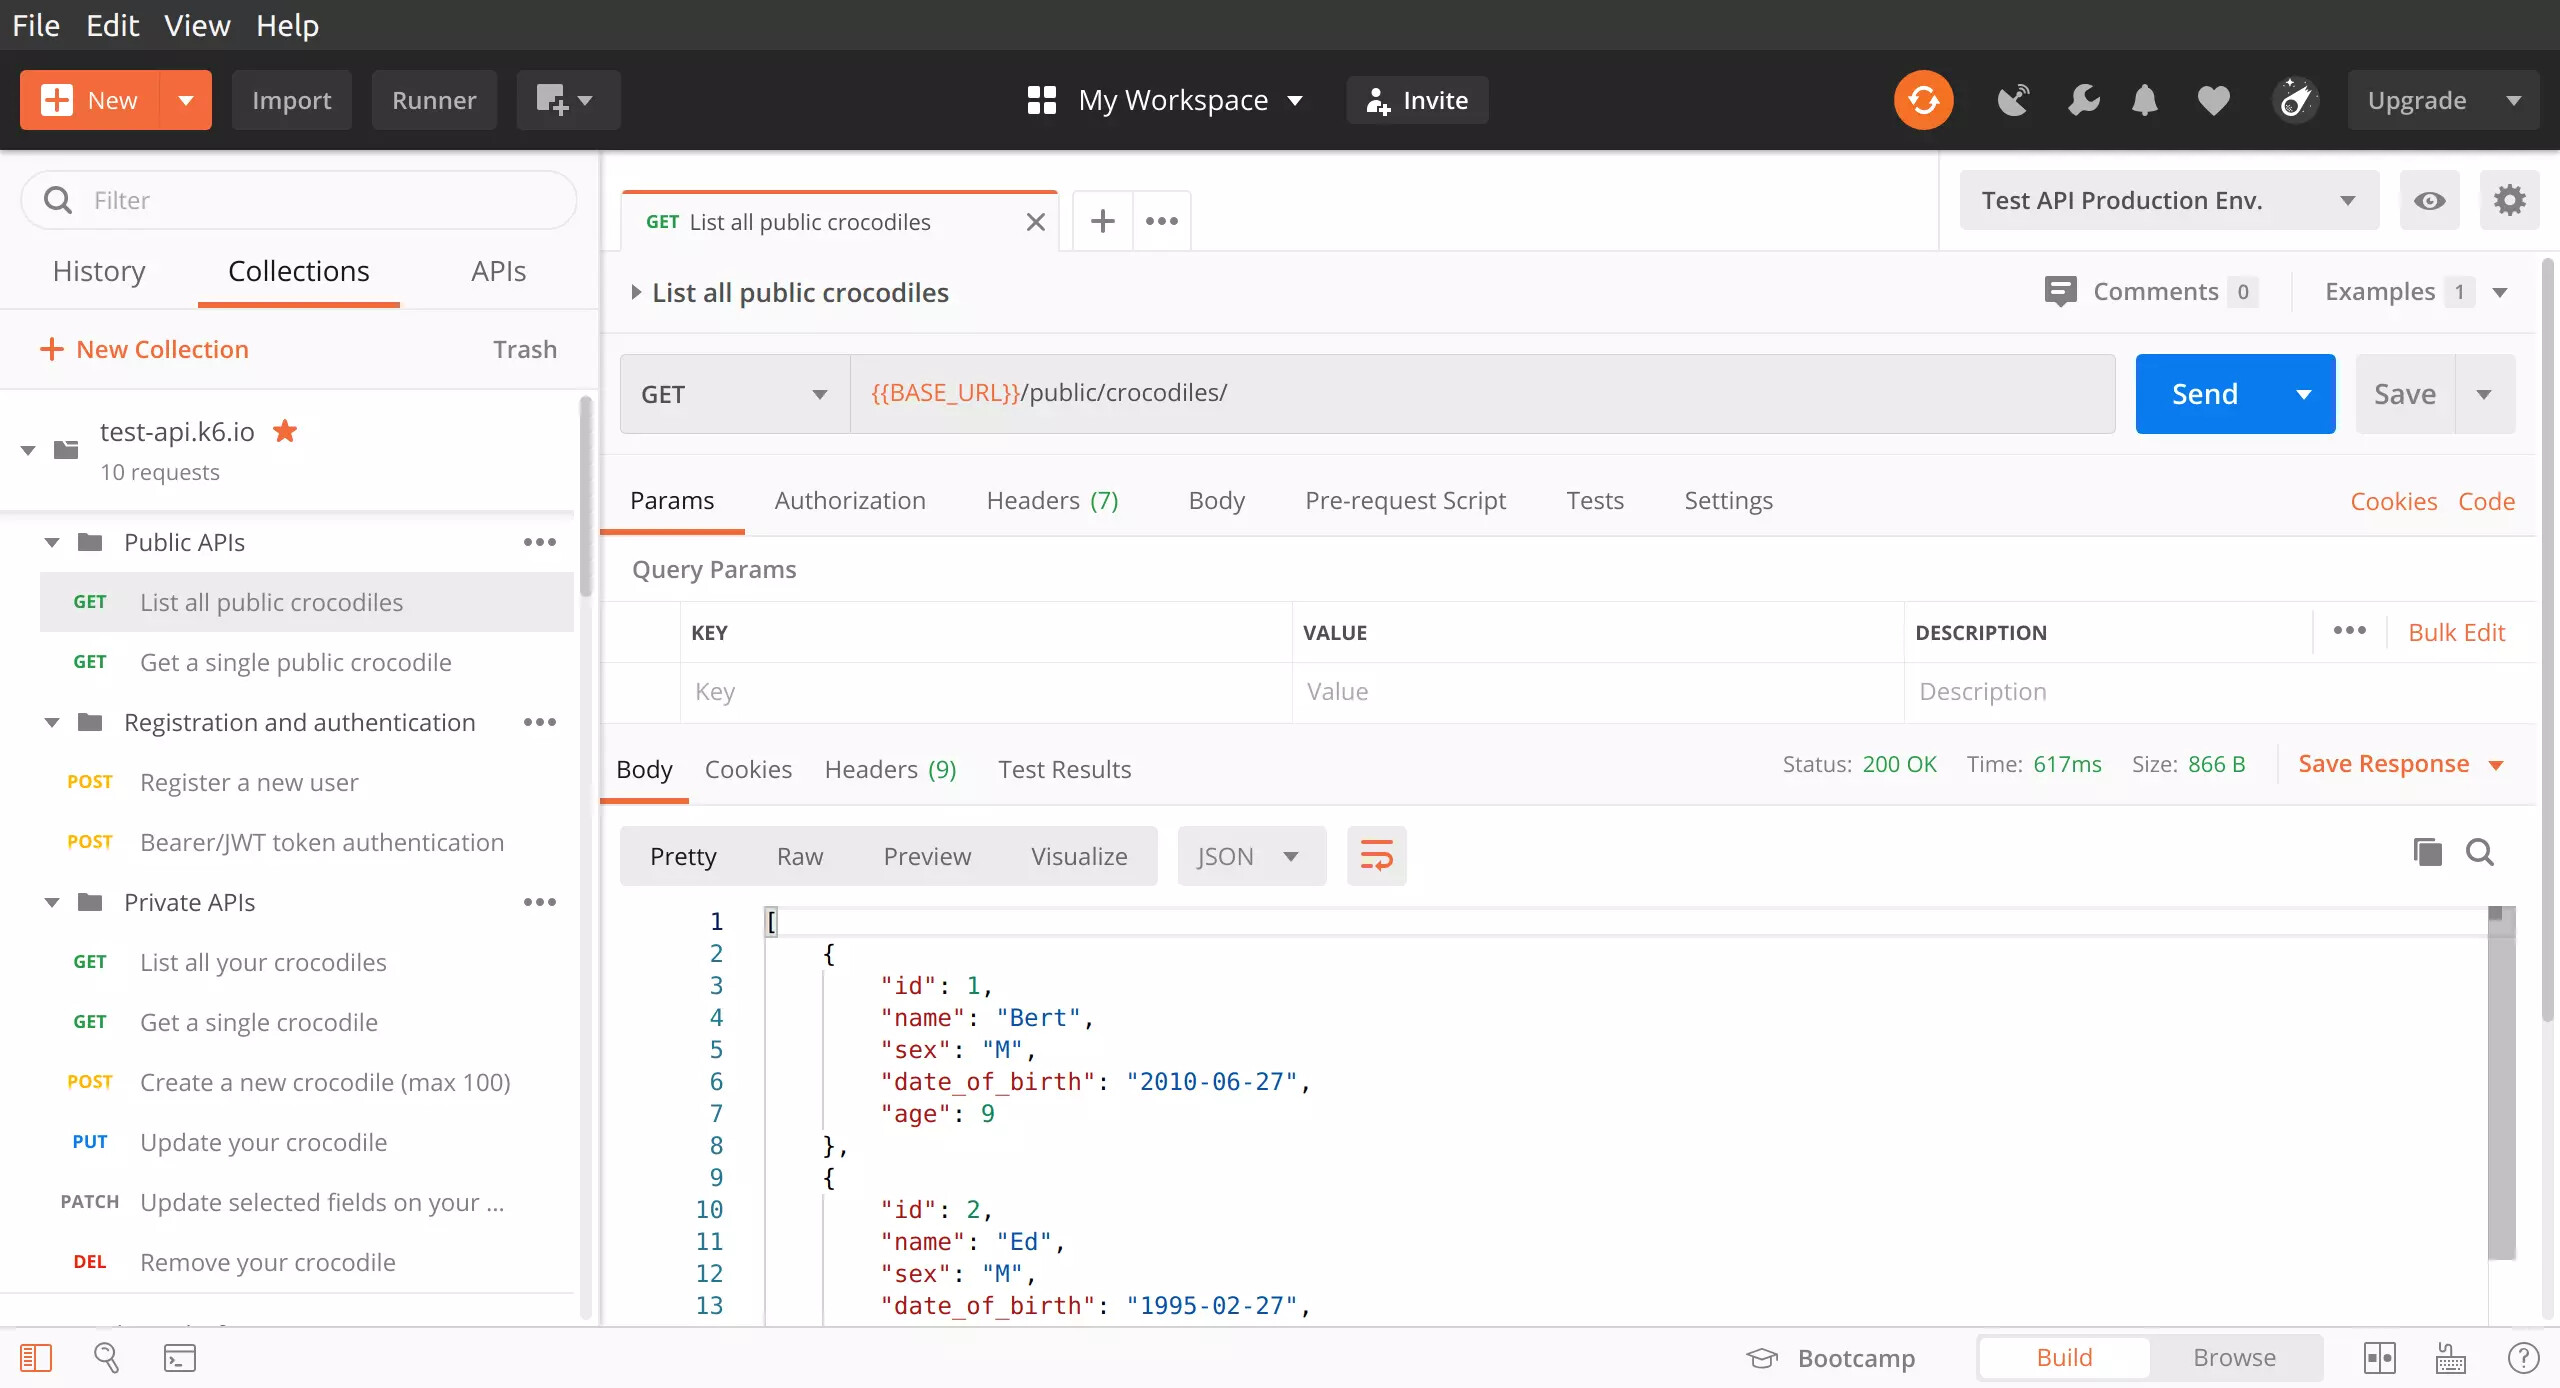 File Edit View Help
New Import Runner My Workspace Invite Upgrade
Filter
History Collections APIs
New Collection Trash
test-api.k6.io
10 requests
Public APIs
GET List all public crocodiles
GET Get a single public crocodile
Registration and authentication
POST Register a new user
POST Bearer/JWT token authentication
Private APIs
GET List all your crocodiles
GET Get a single crocodile
POST Create a new crocodile (max 100)
PUT Update your crocodile
PATCH Update selected fields on your ...
DEL Remove your crocodile
GET List all public crocodiles
Test API Production Env.
List all public crocodiles
Comments 0 Examples 1
GET {{BASE_URL}}/public/crocodiles/ Send Save
Params Authorization Headers (7) Body Pre-request Script Tests Settings Cookies Code
Query Params
KEY VALUE DESCRIPTION Bulk Edit
Key Value Description
Body Cookies Headers (9) Test Results Status: 200 OK Time: 617ms Size: 866 B Save Response
Pretty Raw Preview Visualize JSON
1 [
2 {
3 "id": 1,
4 "name": "Bert",
5 "sex": "M",
6 "date_of_birth": "2010-06-27",
7 "age": 9
8 },
9 {
10 "id": 2,
11 "name": "Ed",
12 "sex": "M",
13 "date_of_birth": "1995-02-27",
Bootcamp Build Browse